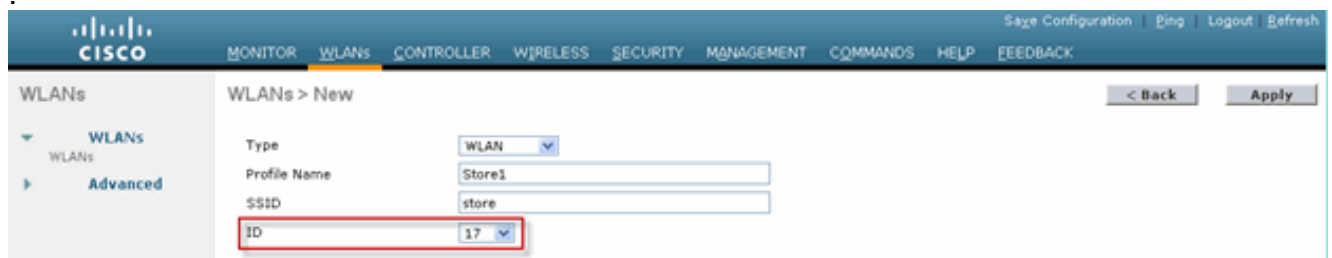 .
Save Configuration | Ping | Logout | Refresh
CISCO
MONITOR WLANs CONTROLLER WIRELESS SECURITY MANAGEMENT COMMANDS HELP FEEDBACK
WLANs
WLANs > New
< Back
Apply
WLANs
WLANs
Advanced
Type WLAN
Profile Name Store1
SSID store
ID 17